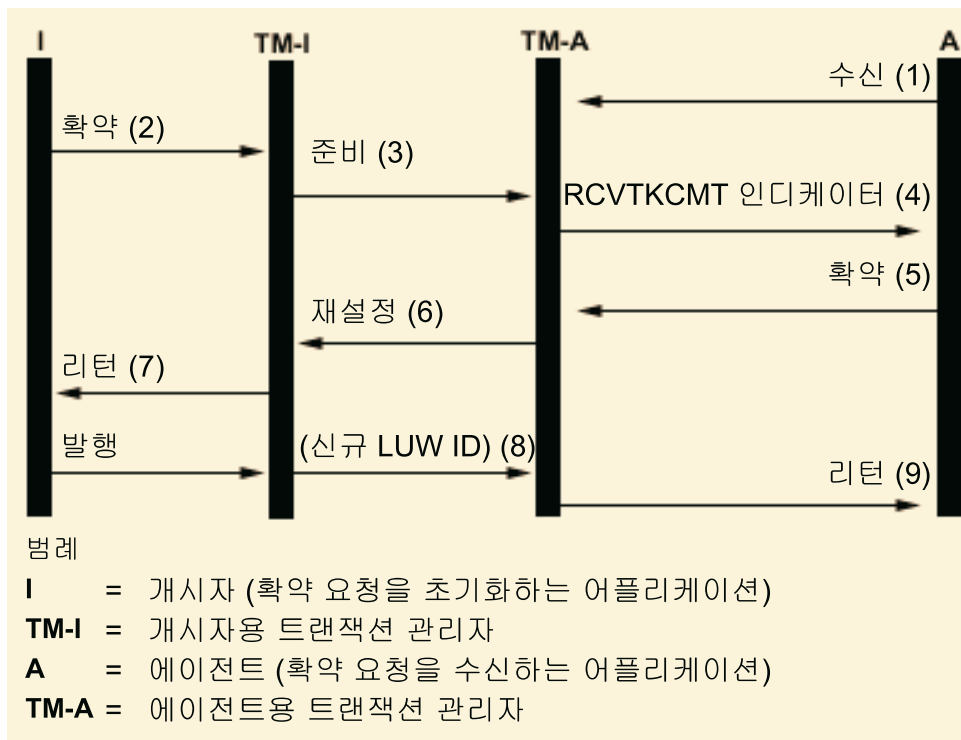 I TM-I TM-A A
수신 (1)
확약 (2)
준비 (3)
RCVTKCMT 인디케이터 (4)
확약 (5)
재설정 (6)
리턴 (7)
발행 (신규 LUW ID) (8)
리턴 (9)
범례
I = 개시자 (확약 요청을 초기화하는 어플리케이션)
TM-I = 개시자용 트랜잭션 관리자
A = 에이전트 (확약 요청을 수신하는 어플리케이션)
TM-A = 에이전트용 트랜잭션 관리자